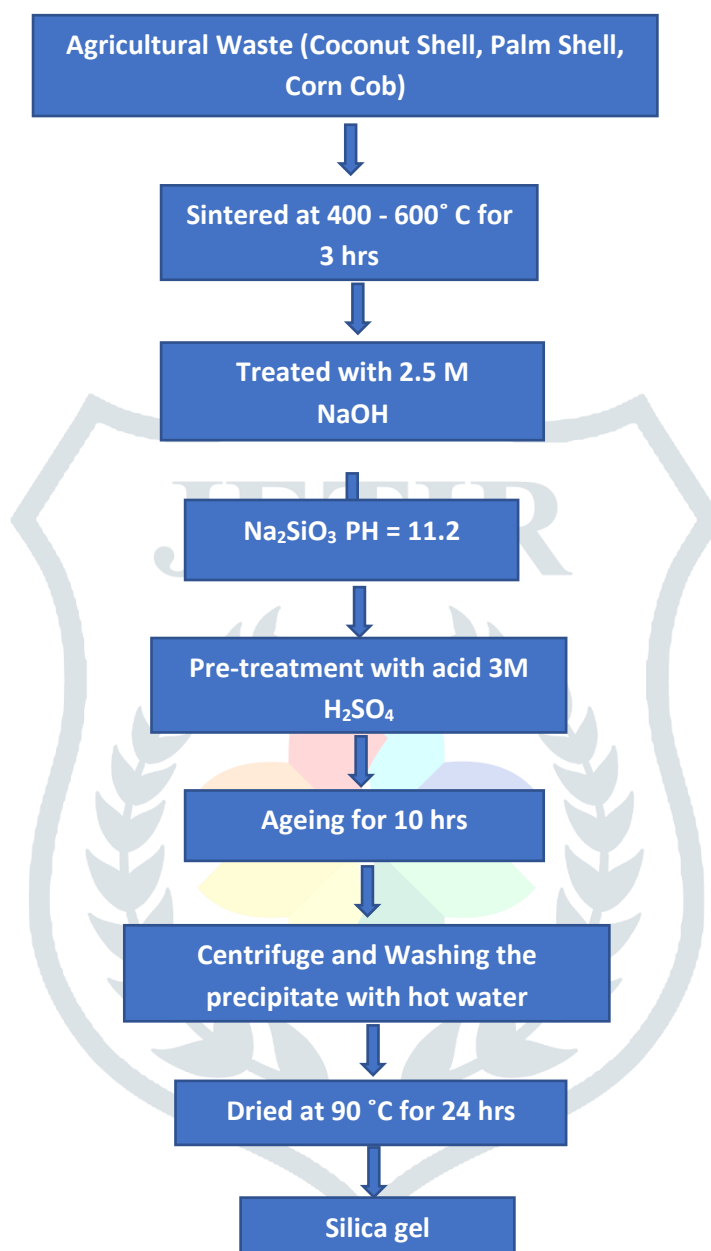 Agricultural Waste (Coconut Shell, Palm Shell,
Corn Cob)
Sintered at 400 - 600˚ C for
3 hrs
Treated with 2.5 M
NaOH
JETIR
Na₂SiO₃ PH = 11.2
Pre-treatment with acid 3M
H₂SO₄
Ageing for 10 hrs
Centrifuge and Washing the
precipitate with hot water
Dried at 90 ˚C for 24 hrs
Silica gel